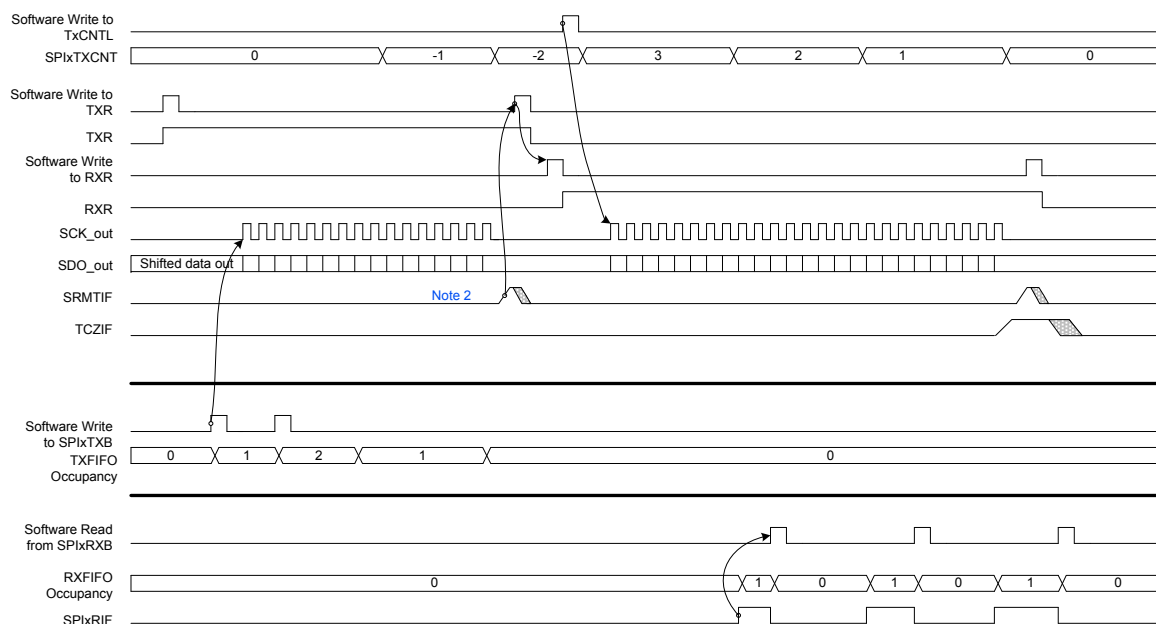 Software Write to
TxCNTL
SPIxTXCNT
0 -1 -2 3 2 1 0
Software Write to
TXR
TXR
Software Write
to RXR
RXR
SCK_out
SDO_out
Shifted data out
SRMTIF
Note 2
TCZIF
Software Write
to SPIxTXB
TXFIFO
Occupancy
0 1 2 1 0
Software Read
from SPIxRXB
RXFIFO
Occupancy
0 1 0 1 0 1 0
SPIxRIF